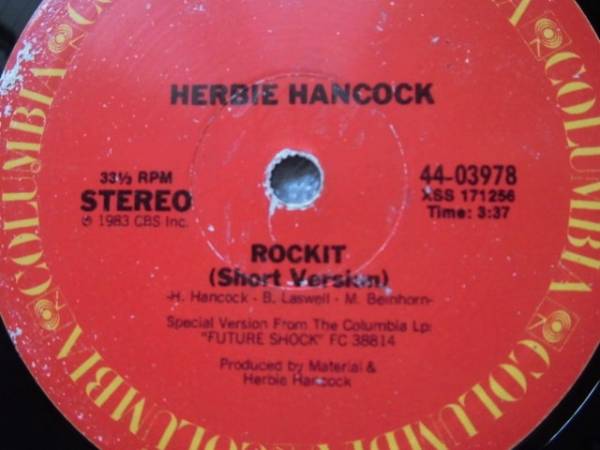 HERBIE HANCOCK
33⅓ RPM
STEREO
℗ 1983 CBS Inc.
44-03978
XSS 171256
Time: 3:37
ROCKIT
(Short Version)
-H. Hancock - B. Laswell - M. Beinhorn-
Special Version From The Columbia Lp:
"FUTURE SHOCK" FC 38814
Produced by Material &
Herbie Hancock
COLUMBIA
COLUMBIA
COLUMBIA
COLUMBIA
COLUMBIA
COLUMBIA